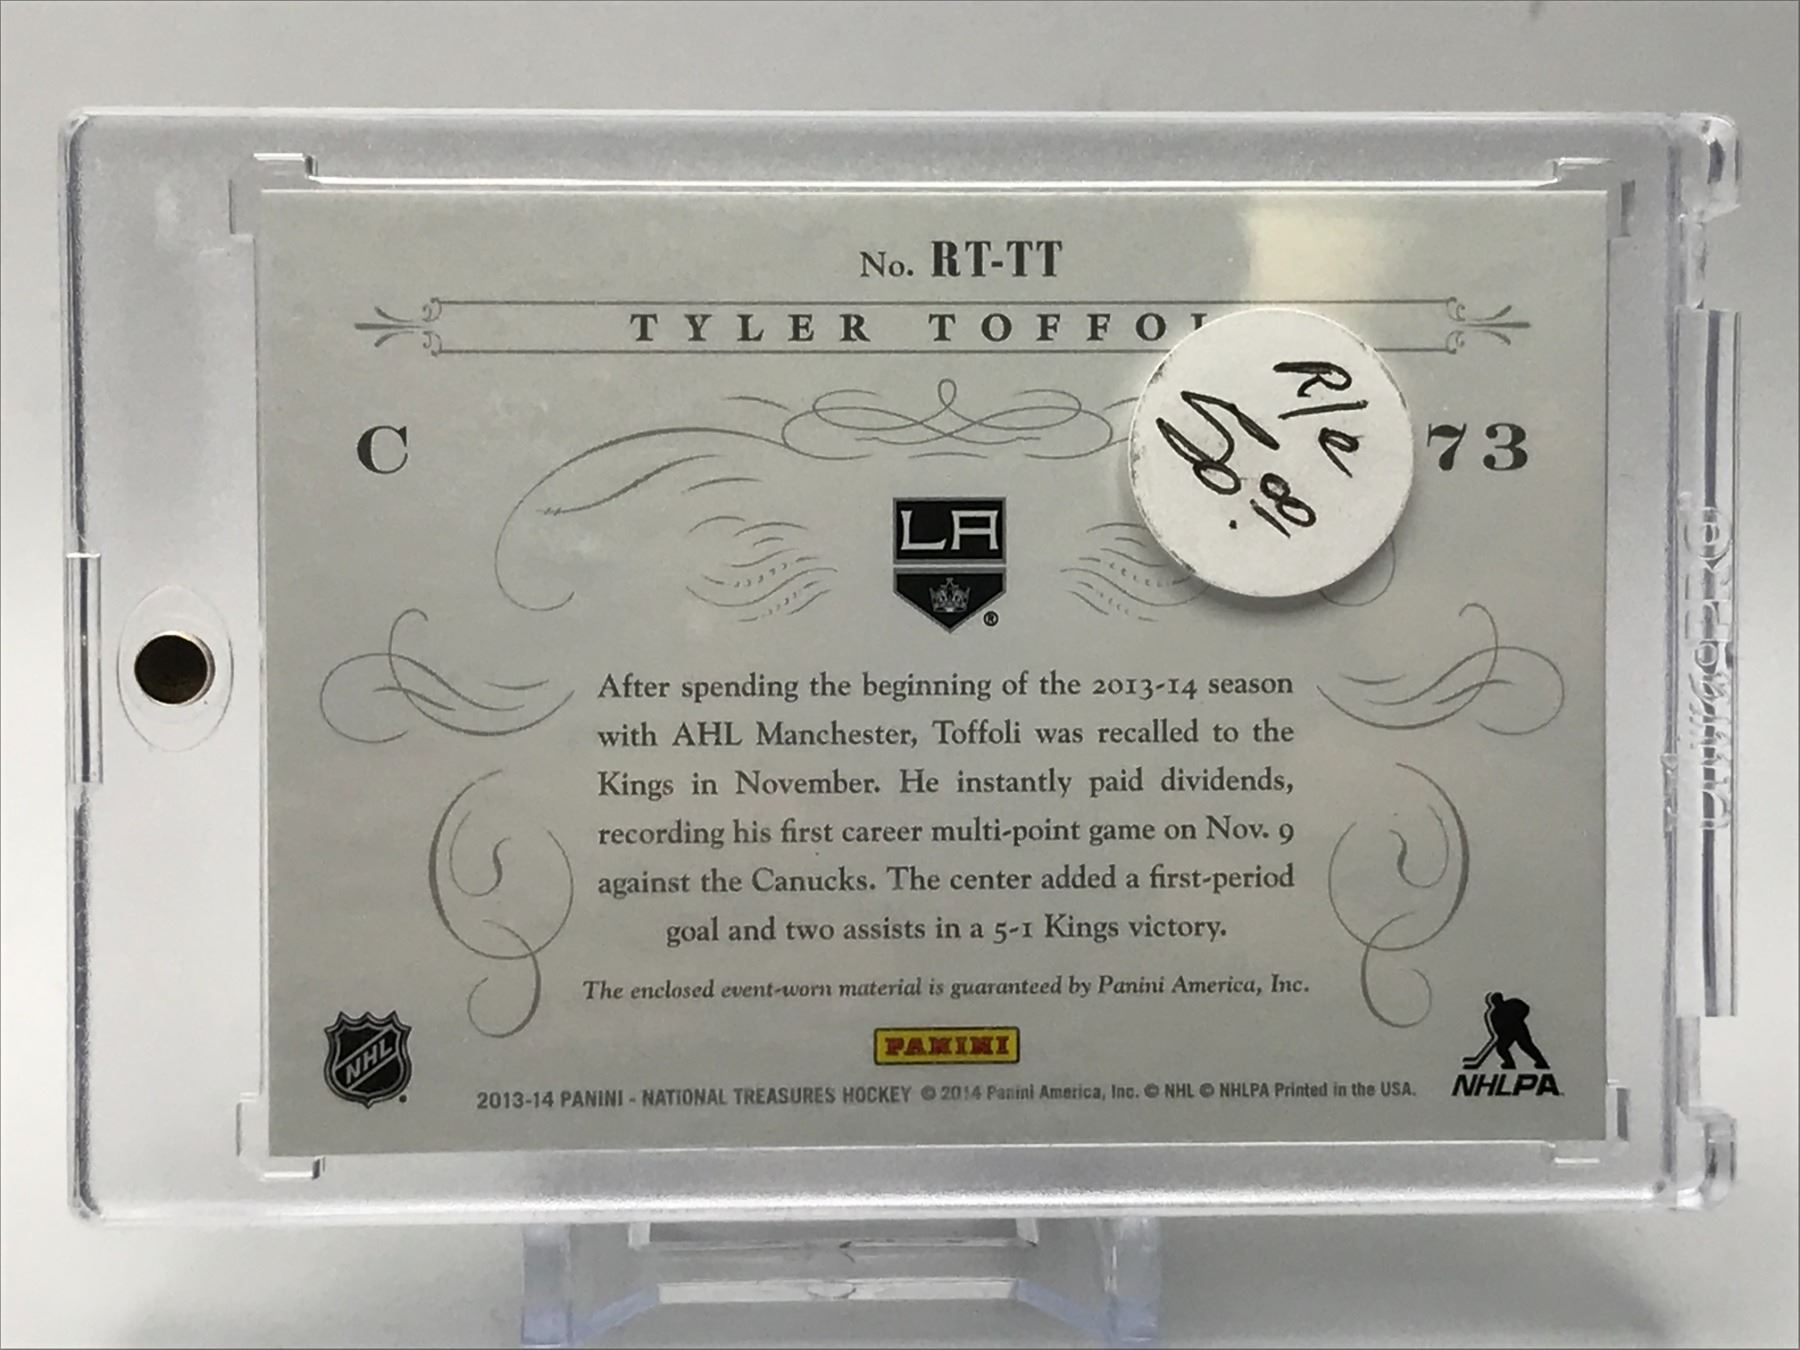 No. RT-TT
TYLER TOFFOL
C
73
R/C
LA
®
After spending the beginning of the 2013-14 season
with AHL Manchester, Toffoli was recalled to the
Kings in November. He instantly paid dividends,
recording his first career multi-point game on Nov. 9
against the Canucks. The center added a first-period
goal and two assists in a 5-1 Kings victory.
The enclosed event-worn material is guaranteed by Panini America, Inc.
NHL
PANINI
NHLPA
2013-14 PANINI - NATIONAL TREASURES HOCKEY © 2014 Panini America, Inc. © NHL © NHLPA Printed in the USA.
ULTRA•PRO